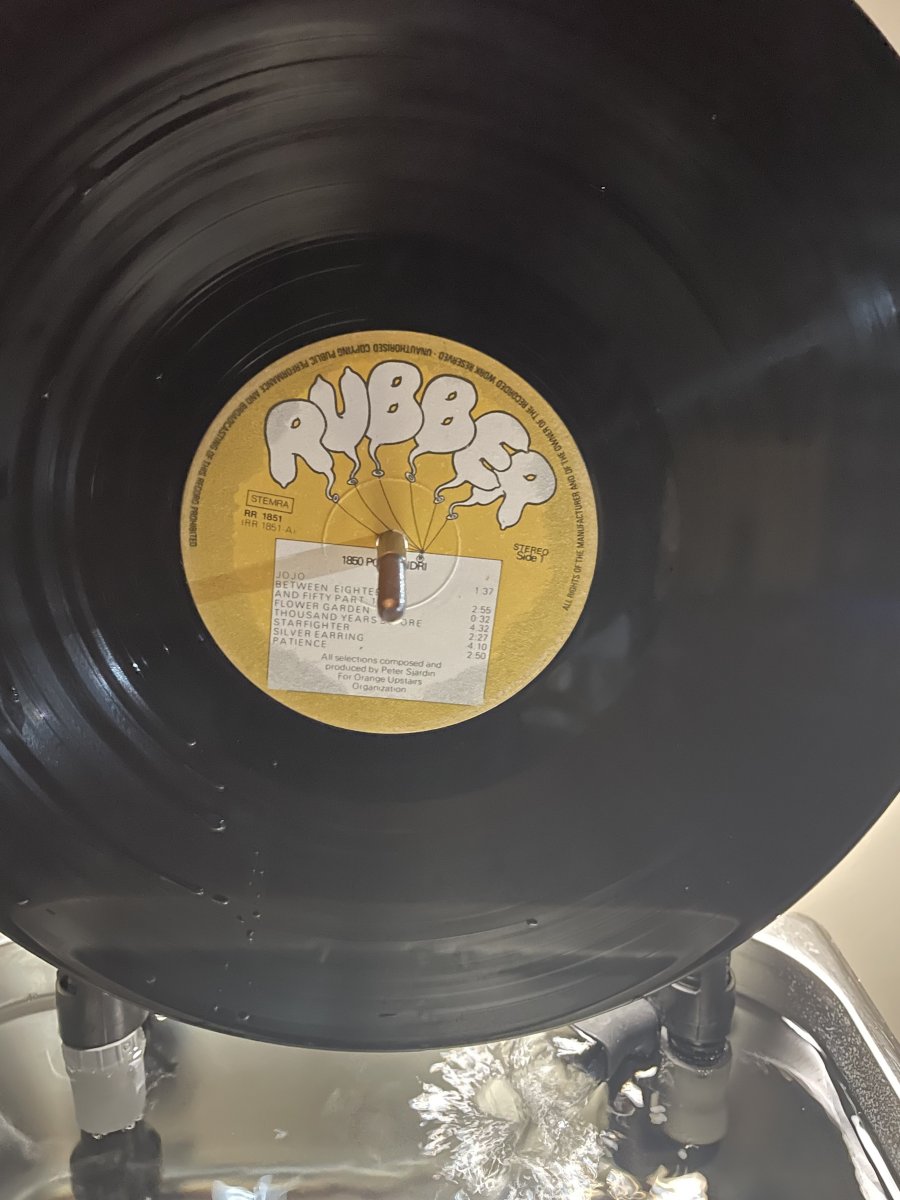 ALL RIGHTS OF THE MANUFACTURER AND OF THE OWNER OF THE RECORDED WORK RESERVED · UNAUTHORISED COPYING PUBLIC PERFORMANCE AND BROADCASTING OF THIS RECORD PROHIBITED
RUBBER
STEMRA
RR 1851
(RR 1851 A)
STEREO
Side 1
1850
JOJO 1.37
BETWEEN
AND FIFTY PART 2:55
FLOWER GARDEN 0:32
THOUSAND YEARS 4.32
STARFIGHTER 2:27
SILVER EARRING 4.10
PATIENCE 2:50
All selections composed and
produced by Peter Sjardin
For Orange Upstairs
Organization